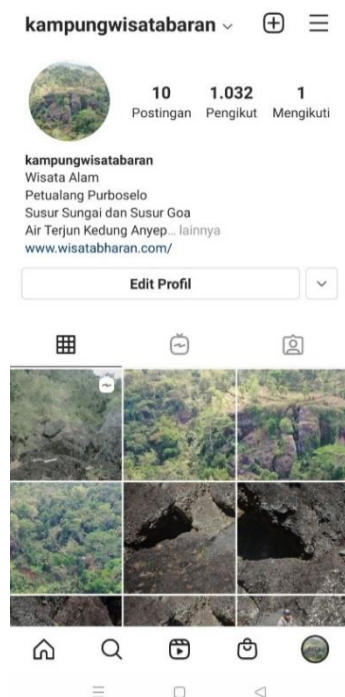 kampungwisatabaran
10 1.032 1
Postingan Pengikut Mengikuti
kampungwisatabaran
Wisata Alam
Petualang Purboselo
Susur Sungai dan Susur Goa
Air Terjun Kedung Anyep... lainnya
www.wisatabharan.com/
Edit Profil